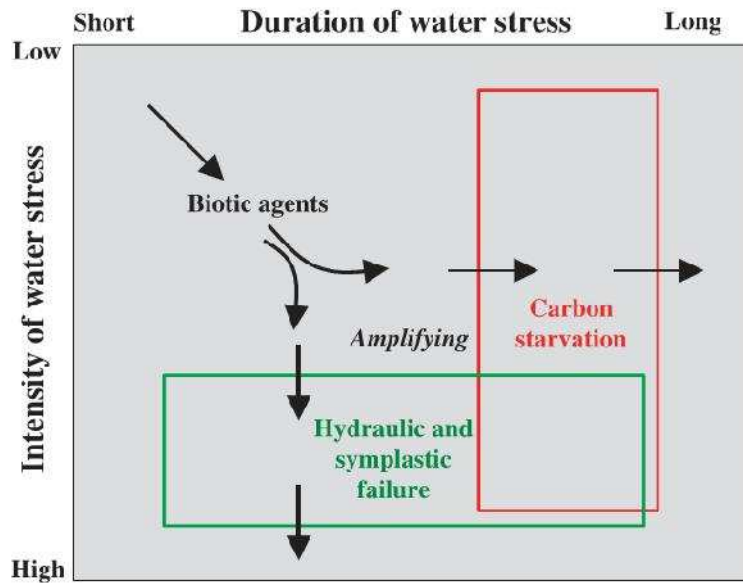 Short
Duration of water stress
Long
Low
Intensity of water stress
Biotic agents
Amplifying
Carbon
starvation
Hydraulic and
symplastic
failure
High